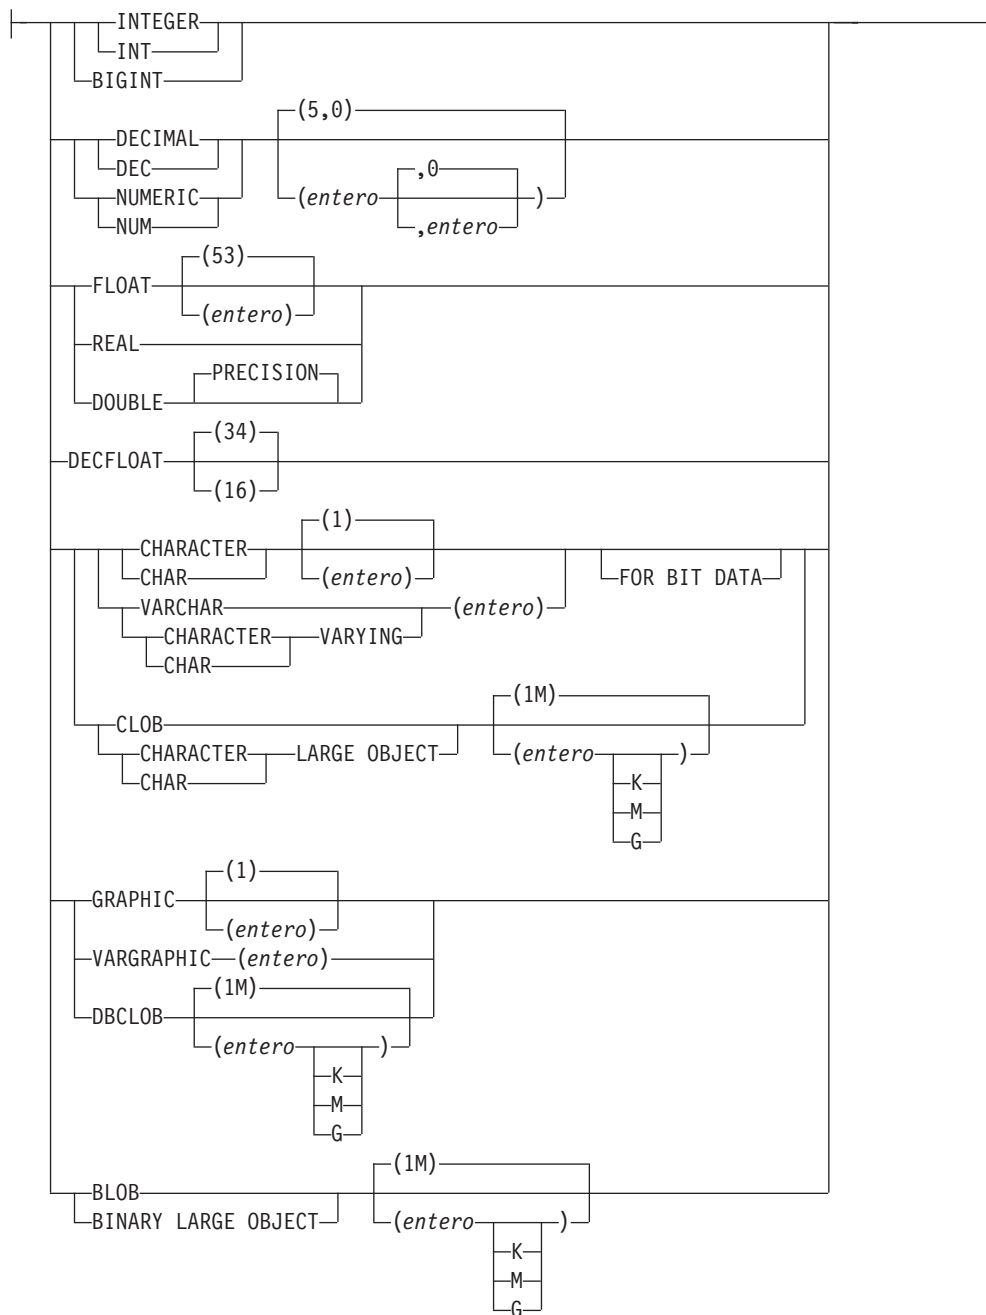 INTEGER
INT
BIGINT
(5,0)
DECIMAL
DEC
,0
NUMERIC
(entero )
NUM
,entero
(53)
FLOAT
(entero)
REAL
PRECISION
DOUBLE
(34)
DECFLOAT
(16)
(1)
CHARACTER
CHAR
(entero)
FOR BIT DATA
VARCHAR
(entero)
CHARACTER VARYING
CHAR
(1M)
CLOB
CHARACTER LARGE OBJECT
(entero )
CHAR
K
M
G
(1)
GRAPHIC
(entero)
VARGRAPHIC (entero)
(1M)
DBCLOB
(entero )
K
M
G
(1M)
BLOB
BINARY LARGE OBJECT
(entero )
K
M
G